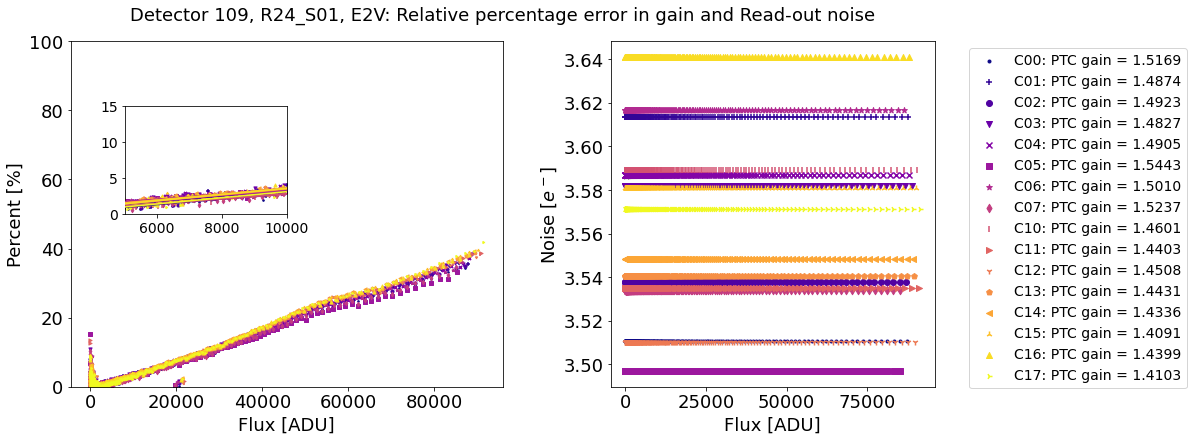 Detector 109, R24_S01, E2V: Relative percentage error in gain and Read-out noise
100
80
60
40
20
0
Percent [%]
0
20000
40000
60000
80000
Flux [ADU]
15
10
5
0
6000
8000
10000
3.64
3.62
3.60
3.58
3.56
3.54
3.52
3.50
Noise [e⁻]
0
25000
50000
75000
Flux [ADU]
C00: PTC gain = 1.5169
C01: PTC gain = 1.4874
C02: PTC gain = 1.4923
C03: PTC gain = 1.4827
C04: PTC gain = 1.4905
C05: PTC gain = 1.5443
C06: PTC gain = 1.5010
C07: PTC gain = 1.5237
C10: PTC gain = 1.4601
C11: PTC gain = 1.4403
C12: PTC gain = 1.4508
C13: PTC gain = 1.4431
C14: PTC gain = 1.4336
C15: PTC gain = 1.4091
C16: PTC gain = 1.4399
C17: PTC gain = 1.4103